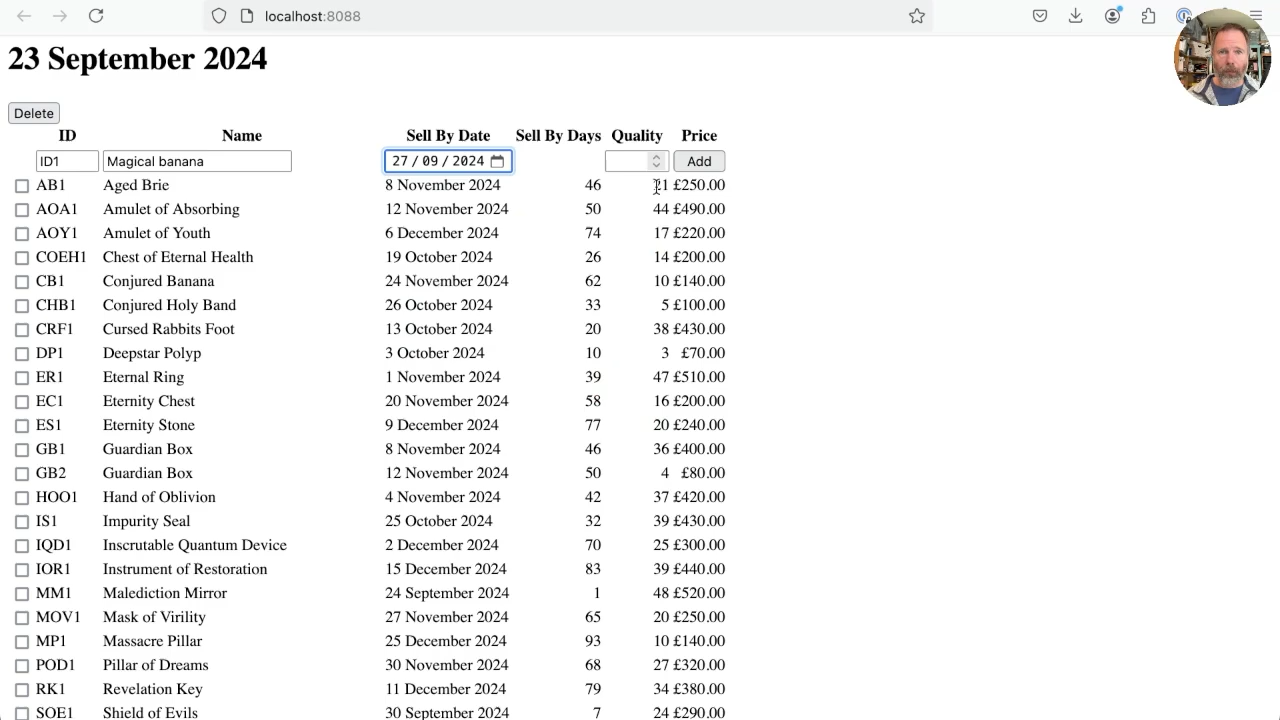 localhost:8088
23 September 2024
Delete
ID Name Sell By Date Sell By Days Quality Price
ID1 Magical banana 27 / 09 / 2024 Add
AB1 Aged Brie 8 November 2024 46 £250.00
AOA1 Amulet of Absorbing 12 November 2024 50 44 £490.00
AOY1 Amulet of Youth 6 December 2024 74 17 £220.00
COEH1 Chest of Eternal Health 19 October 2024 26 14 £200.00
CB1 Conjured Banana 24 November 2024 62 10 £140.00
CHB1 Conjured Holy Band 26 October 2024 33 5 £100.00
CRF1 Cursed Rabbits Foot 13 October 2024 20 38 £430.00
DP1 Deepstar Polyp 3 October 2024 10 3 £70.00
ER1 Eternal Ring 1 November 2024 39 47 £510.00
EC1 Eternity Chest 20 November 2024 58 16 £200.00
ES1 Eternity Stone 9 December 2024 77 20 £240.00
GB1 Guardian Box 8 November 2024 46 36 £400.00
GB2 Guardian Box 12 November 2024 50 4 £80.00
HOO1 Hand of Oblivion 4 November 2024 42 37 £420.00
IS1 Impurity Seal 25 October 2024 32 39 £430.00
IQD1 Inscrutable Quantum Device 2 December 2024 70 25 £300.00
IOR1 Instrument of Restoration 15 December 2024 83 39 £440.00
MM1 Malediction Mirror 24 September 2024 1 48 £520.00
MOV1 Mask of Virility 27 November 2024 65 20 £250.00
MP1 Massacre Pillar 25 December 2024 93 10 £140.00
POD1 Pillar of Dreams 30 November 2024 68 27 £320.00
RK1 Revelation Key 11 December 2024 79 34 £380.00
SOE1 Shield of Evils 30 September 2024 7 24 £290.00